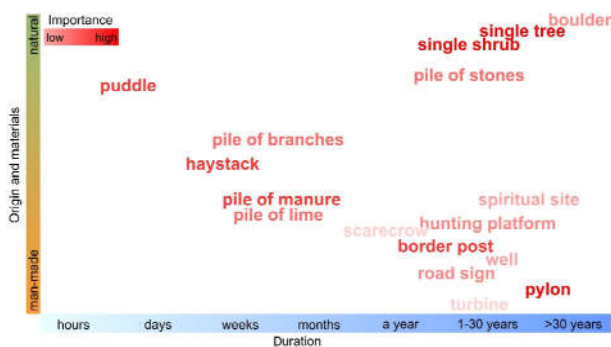 Importance
low high
boulder
single tree
single shrub
pile of stones
puddle
pile of branches
haystack
pile of manure
spiritual site
pile of lime
hunting platform
scarecrow
border post
well
road sign
pylon
turbine
natural
Origin and materials
man-made
hours days weeks months a year 1-30 years >30 years
Duration